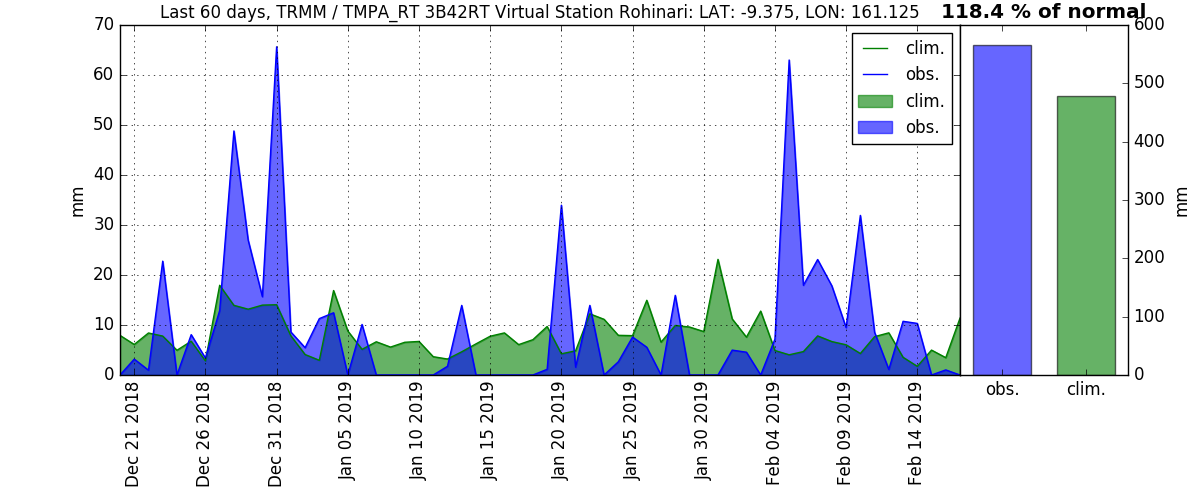 Last 60 days, TRMM / TMPA_RT 3B42RT Virtual Station Rohinari: LAT: -9.375, LON: 161.125
118.4 % of normal
70
60
50
40
30
20
10
0
mm
clim.
obs.
clim.
obs.
600
500
400
300
200
100
0
mm
obs.
clim.
Dec 21 2018
Dec 26 2018
Dec 31 2018
Jan 05 2019
Jan 10 2019
Jan 15 2019
Jan 20 2019
Jan 25 2019
Jan 30 2019
Feb 04 2019
Feb 09 2019
Feb 14 2019